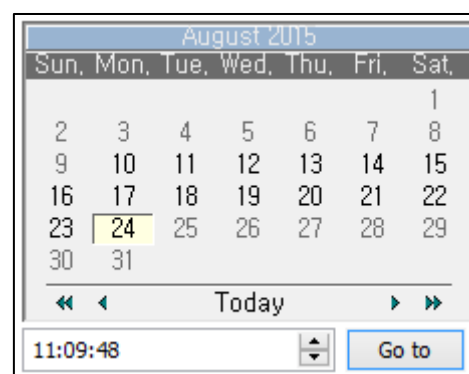 August 2015
Sun, Mon, Tue, Wed, Thu, Fri, Sat,
1
2 3 4 5 6 7 8
9 10 11 12 13 14 15
16 17 18 19 20 21 22
23 24 25 26 27 28 29
30 31
Today
11:09:48 Go to